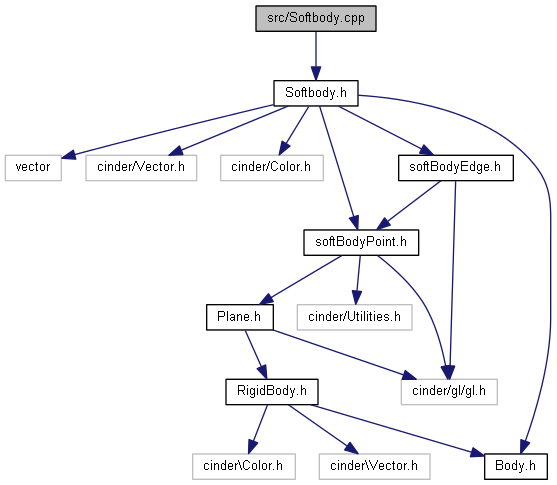 src/Softbody.cpp
Softbody.h
vector
cinder/Vector.h
cinder/Color.h
softBodyEdge.h
softBodyPoint.h
Plane.h
cinder/Utilities.h
RigidBody.h
cinder/gl/gl.h
cinder\Color.h
cinder\Vector.h
Body.h